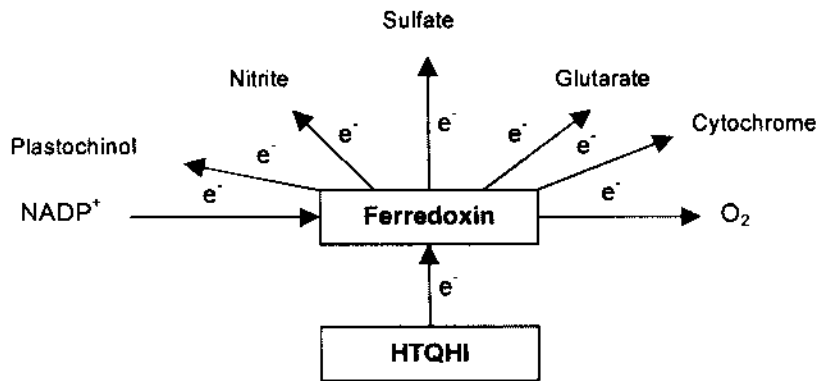 Sulfate
Nitrite
Glutarate
Cytochrome
Plastochinol
e-
e-
e-
e-
e-
NADP+
e-
Ferredoxin
e-
O2
e-
HTQHI